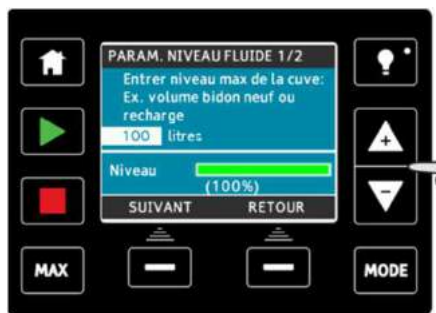 PARAM. NIVEAU FLUIDE 1/2
Entrer niveau max de la cuve:
Ex. volume bidon neuf ou
recharge
100 litres
Niveau
(100%)
SUIVANT RETOUR
MAX MODE